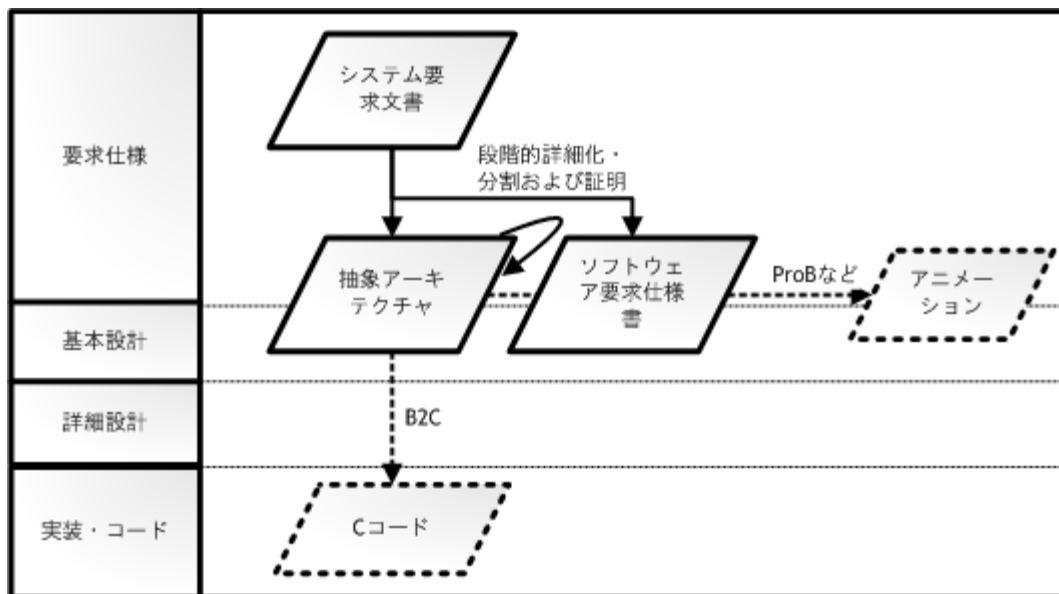 要求仕様
システム要
求文書
段階的詳細化・
分割および証明
抽象アーキ
テクチャ
ソフトウェ
ア要求仕様
書
ProBなど
アニメー
ション
基本設計
詳細設計
B2C
実装・コード
Cコード